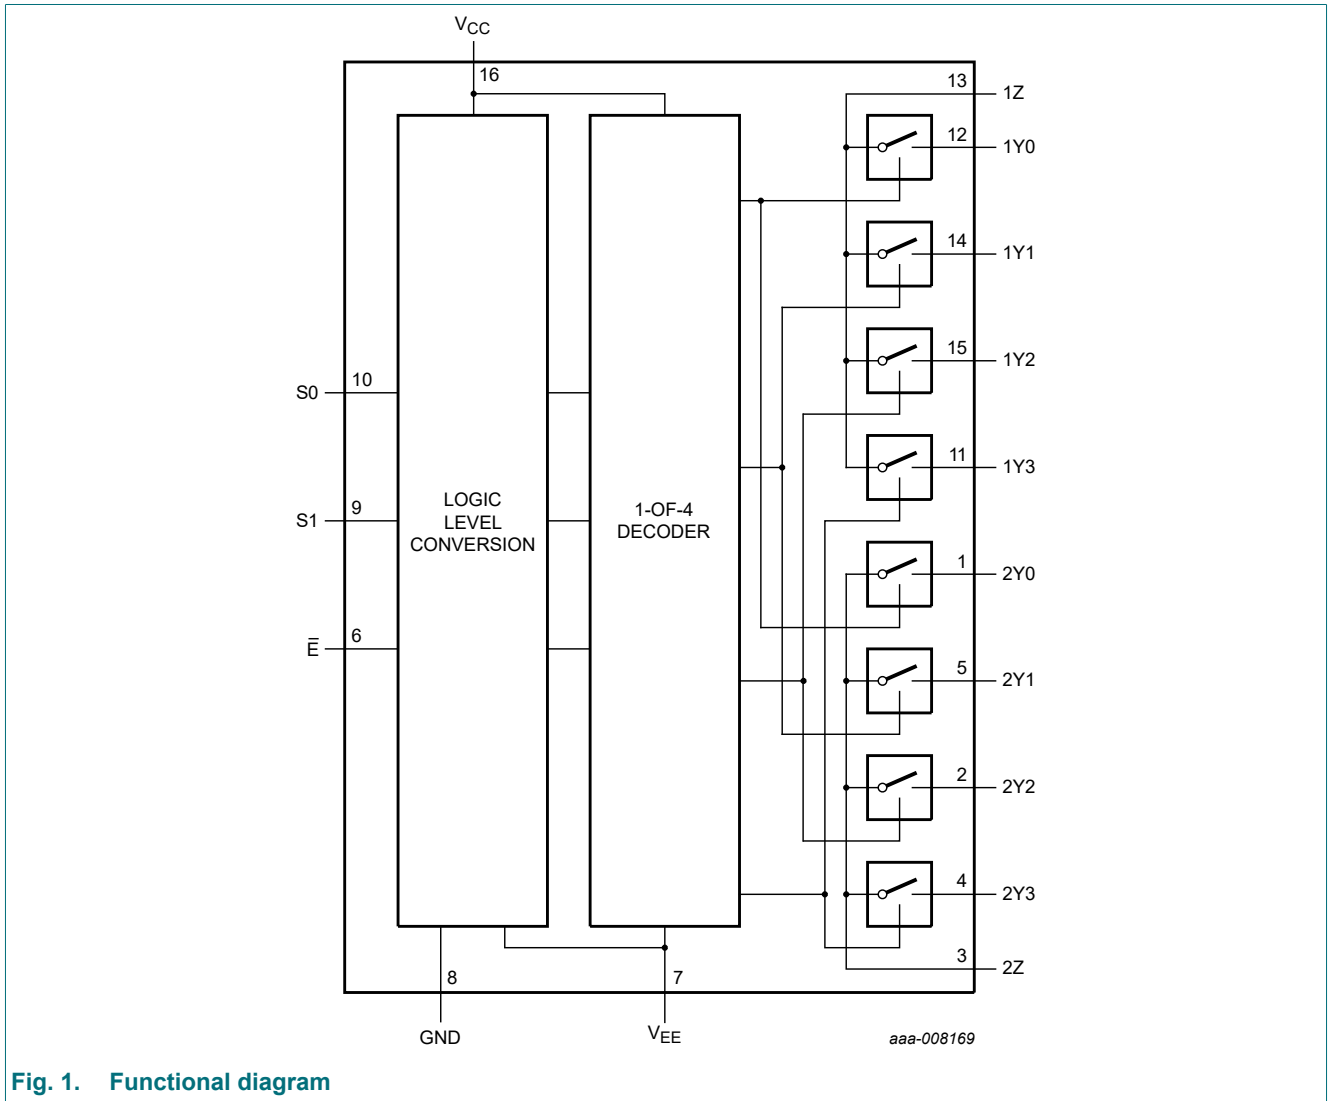 VCC
16
13
1Z
12
1Y0
14
1Y1
15
1Y2
S0
10
11
1Y3
LOGIC
LEVEL
CONVERSION
1-OF-4
DECODER
S1
9
1
2Y0
E̅
6
5
2Y1
2
2Y2
4
2Y3
3
2Z
8
7
GND
VEE
aaa-008169
Fig. 1. Functional diagram